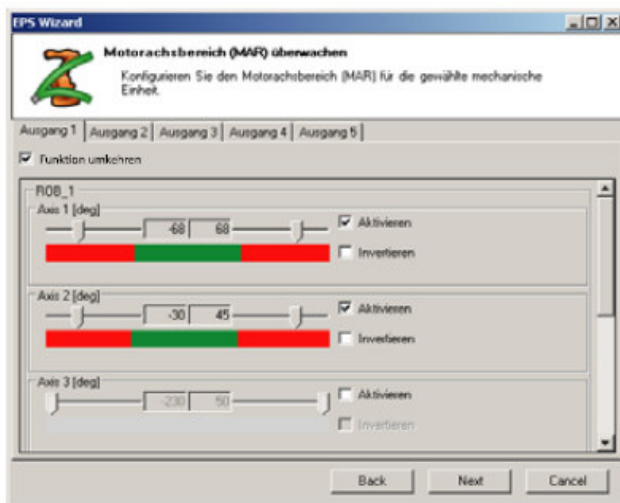 EPS Wizard
Motorachsbereich (MAR) überwachen
Konfigurieren Sie den Motorachsbereich (MAR) für die gewählte mechanische
Einheit.
Ausgang 1 Ausgang 2 Ausgang 3 Ausgang 4 Ausgang 5
Funktion umkehren
ROB_1
Axis 1 [deg]
-68 68 Aktivieren
Invertieren
Axis 2 [deg]
-30 45 Aktivieren
Invertieren
Axis 3 [deg]
-230 50 Aktivieren
Invertieren
Back Next Cancel